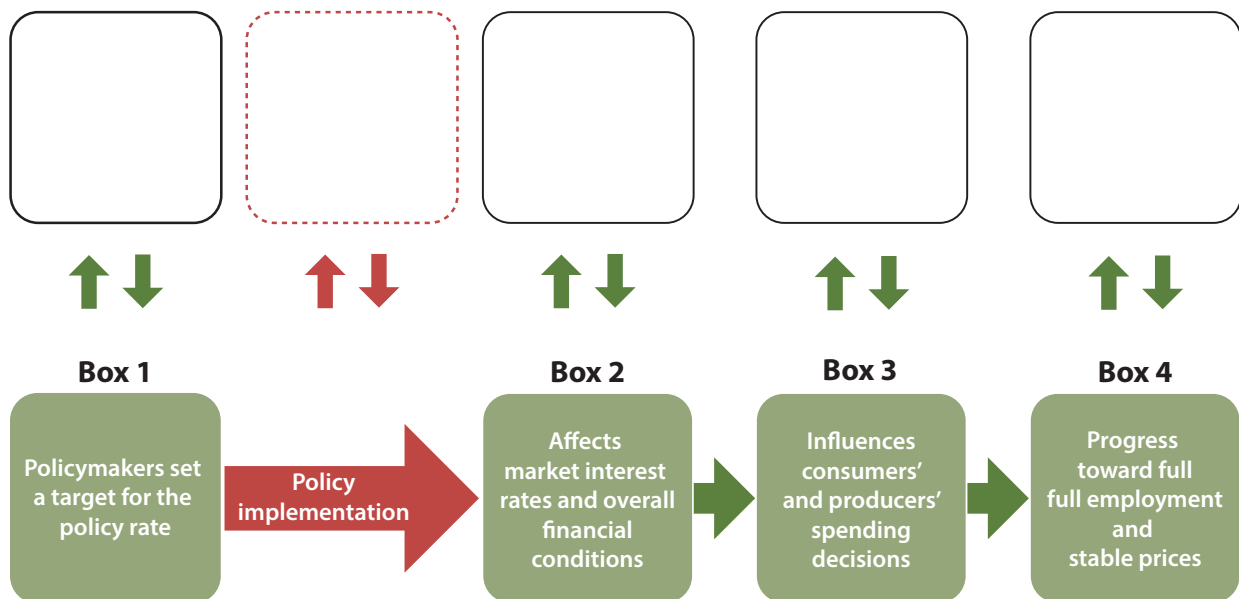 Box 1
Policymakers set
a target for the
policy rate
Policy
implementation
Box 2
Affects
market interest
rates and overall
financial
conditions
Box 3
Influences
consumers’
and producers’
spending
decisions
Box 4
Progress
toward full
full employment
and
stable prices